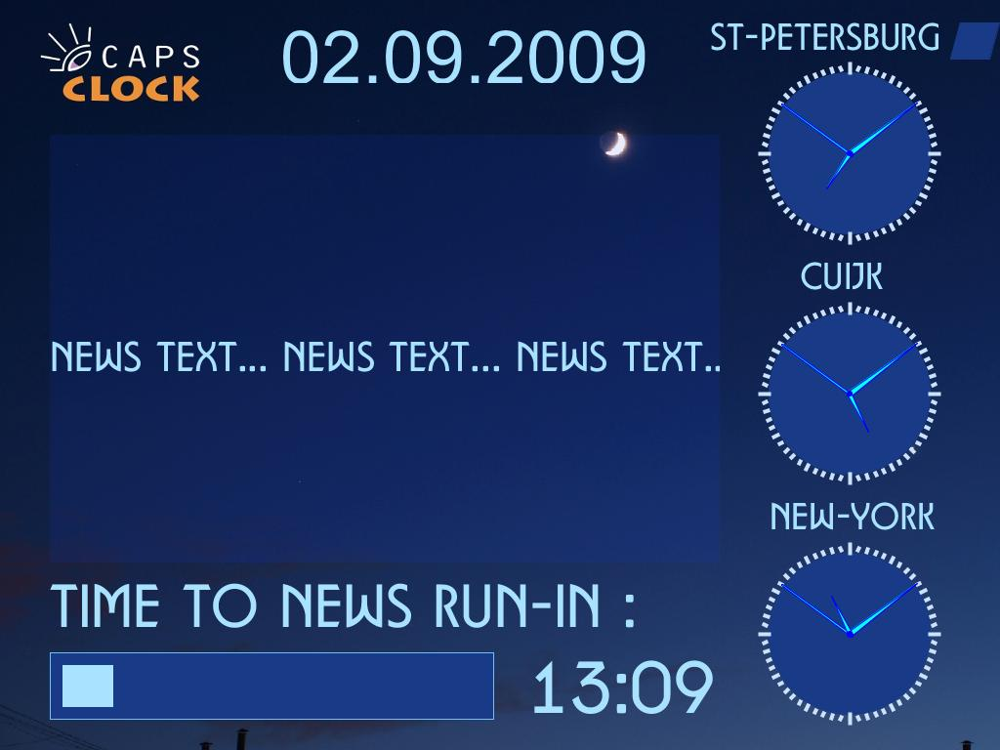 CAPS
CLOCK
02.09.2009
ST-PETERSBURG
CUIJK
NEWS TEXT... NEWS TEXT... NEWS TEXT..
NEW-YORK
TIME TO NEWS RUN-IN :
13:09